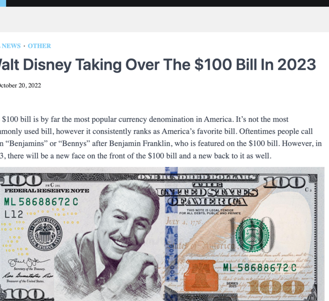 NEWS • OTHER
alt Disney Taking Over The $100 Bill In 2023
ctober 20, 2022
$100 bill is by far the most popular currency denomination in America. It's not the most
monly used bill, however it consistently ranks as America's favorite bill. Oftentimes people call
n “Benjamins” or “Bennys” after Benjamin Franklin, who is featured on the $100 bill. However, in
3, there will be a new face on the front of the $100 bill and a new back to it as well.
100
ONE HUNDRED DOLLARS
FEDERAL RESERVE NOTE
THE
UNITED STATES
OF AMERICA
100
ML 58688672 C
L12
THIS NOTE IS LEGAL TENDER
FOR ALL DEBTS, PUBLIC AND PRIVATE
ML 58688672 C
100
100